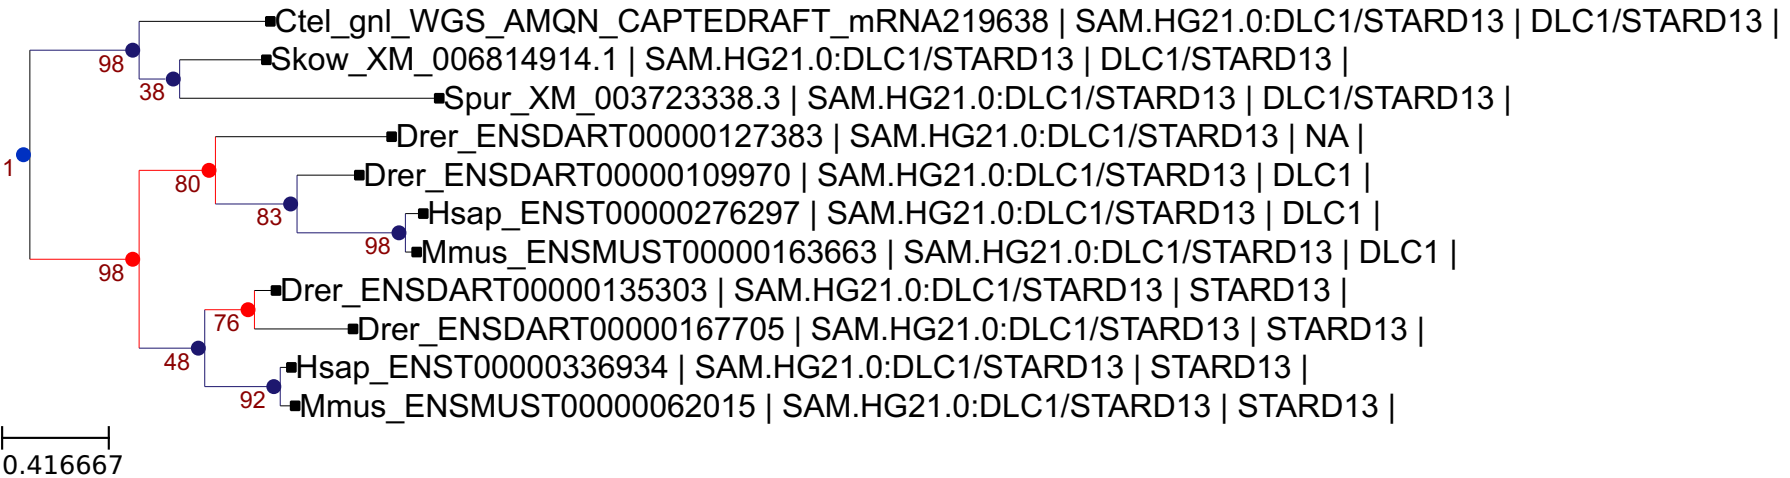 Ctel_gnl_WGS_AMQN_CAPTEDRAFT_mRNA219638 | SAM.HG21.0:DLC1/STARD13 | DLC1/STARD13 |
98
Skow_XM_006814914.1 | SAM.HG21.0:DLC1/STARD13 | DLC1/STARD13 |
38
Spur_XM_003723338.3 | SAM.HG21.0:DLC1/STARD13 | DLC1/STARD13 |
Drer_ENSDART00000127383 | SAM.HG21.0:DLC1/STARD13 | NA |
1
80
Drer_ENSDART00000109970 | SAM.HG21.0:DLC1/STARD13 | DLC1 |
83
Hsap_ENST00000276297 | SAM.HG21.0:DLC1/STARD13 | DLC1 |
98
Mmus_ENSMUST00000163663 | SAM.HG21.0:DLC1/STARD13 | DLC1 |
98
Drer_ENSDART00000135303 | SAM.HG21.0:DLC1/STARD13 | STARD13 |
76
Drer_ENSDART00000167705 | SAM.HG21.0:DLC1/STARD13 | STARD13 |
48
Hsap_ENST00000336934 | SAM.HG21.0:DLC1/STARD13 | STARD13 |
92
Mmus_ENSMUST00000062015 | SAM.HG21.0:DLC1/STARD13 | STARD13 |
0.416667